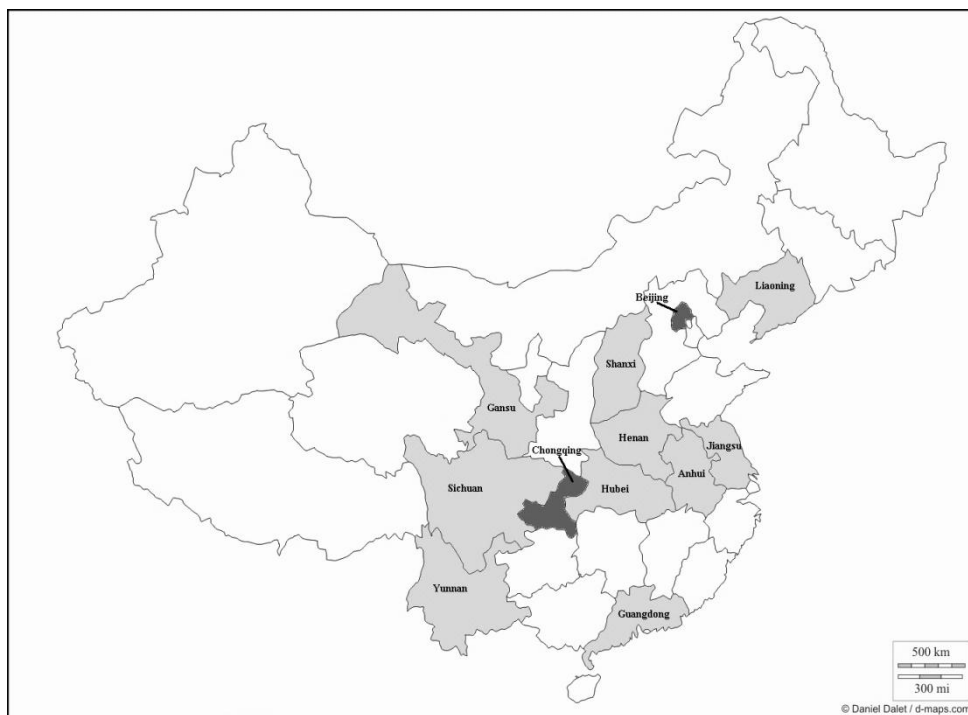 Liaoning
Beijing
Shanxi
Gansu
Henan
Jiangsu
Chongqing
Anhui
Sichuan
Hubei
Yunnan
Guangdong
500 km
300 mi
© Daniel Dalet / d-maps.com